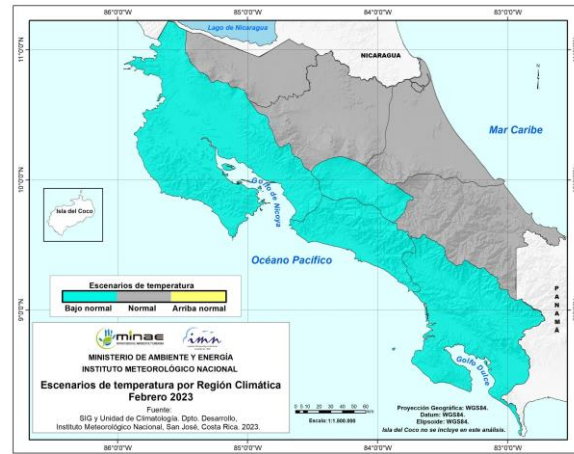 86°0'0"W
85°0'0"W
84°0'0"W
83°0'0"W
11°0'0"N
10°0'0"N
9°0'0"N
Lago de Nicaragua
NICARAGUA
N
Mar Caribe
Golfo de Nicoya
Isla del Coco
Océano Pacífico
PANAMÁ
Golfo Dulce
Escenarios de temperatura
Bajo normal Normal Arriba normal
minae
imn
MINISTERIO DE AMBIENTE Y ENERGÍA
INSTITUTO METEOROLÓGICO NACIONAL
Escenarios de temperatura por Región Climática
Febrero 2023
Fuente:
SIG y Unidad de Climatología. Dpto. Desarrollo,
Instituto Meteorológico Nacional, San José, Costa Rica, 2023.
Escala: 1:1.000.000
Proyección Geográfica: WGS84.
Datum: WGS84.
Elipsoide: WGS84.
Isla del Coco no se incluye en este análisis.
86°0'0"W
85°0'0"W
84°0'0"W
83°0'0"W